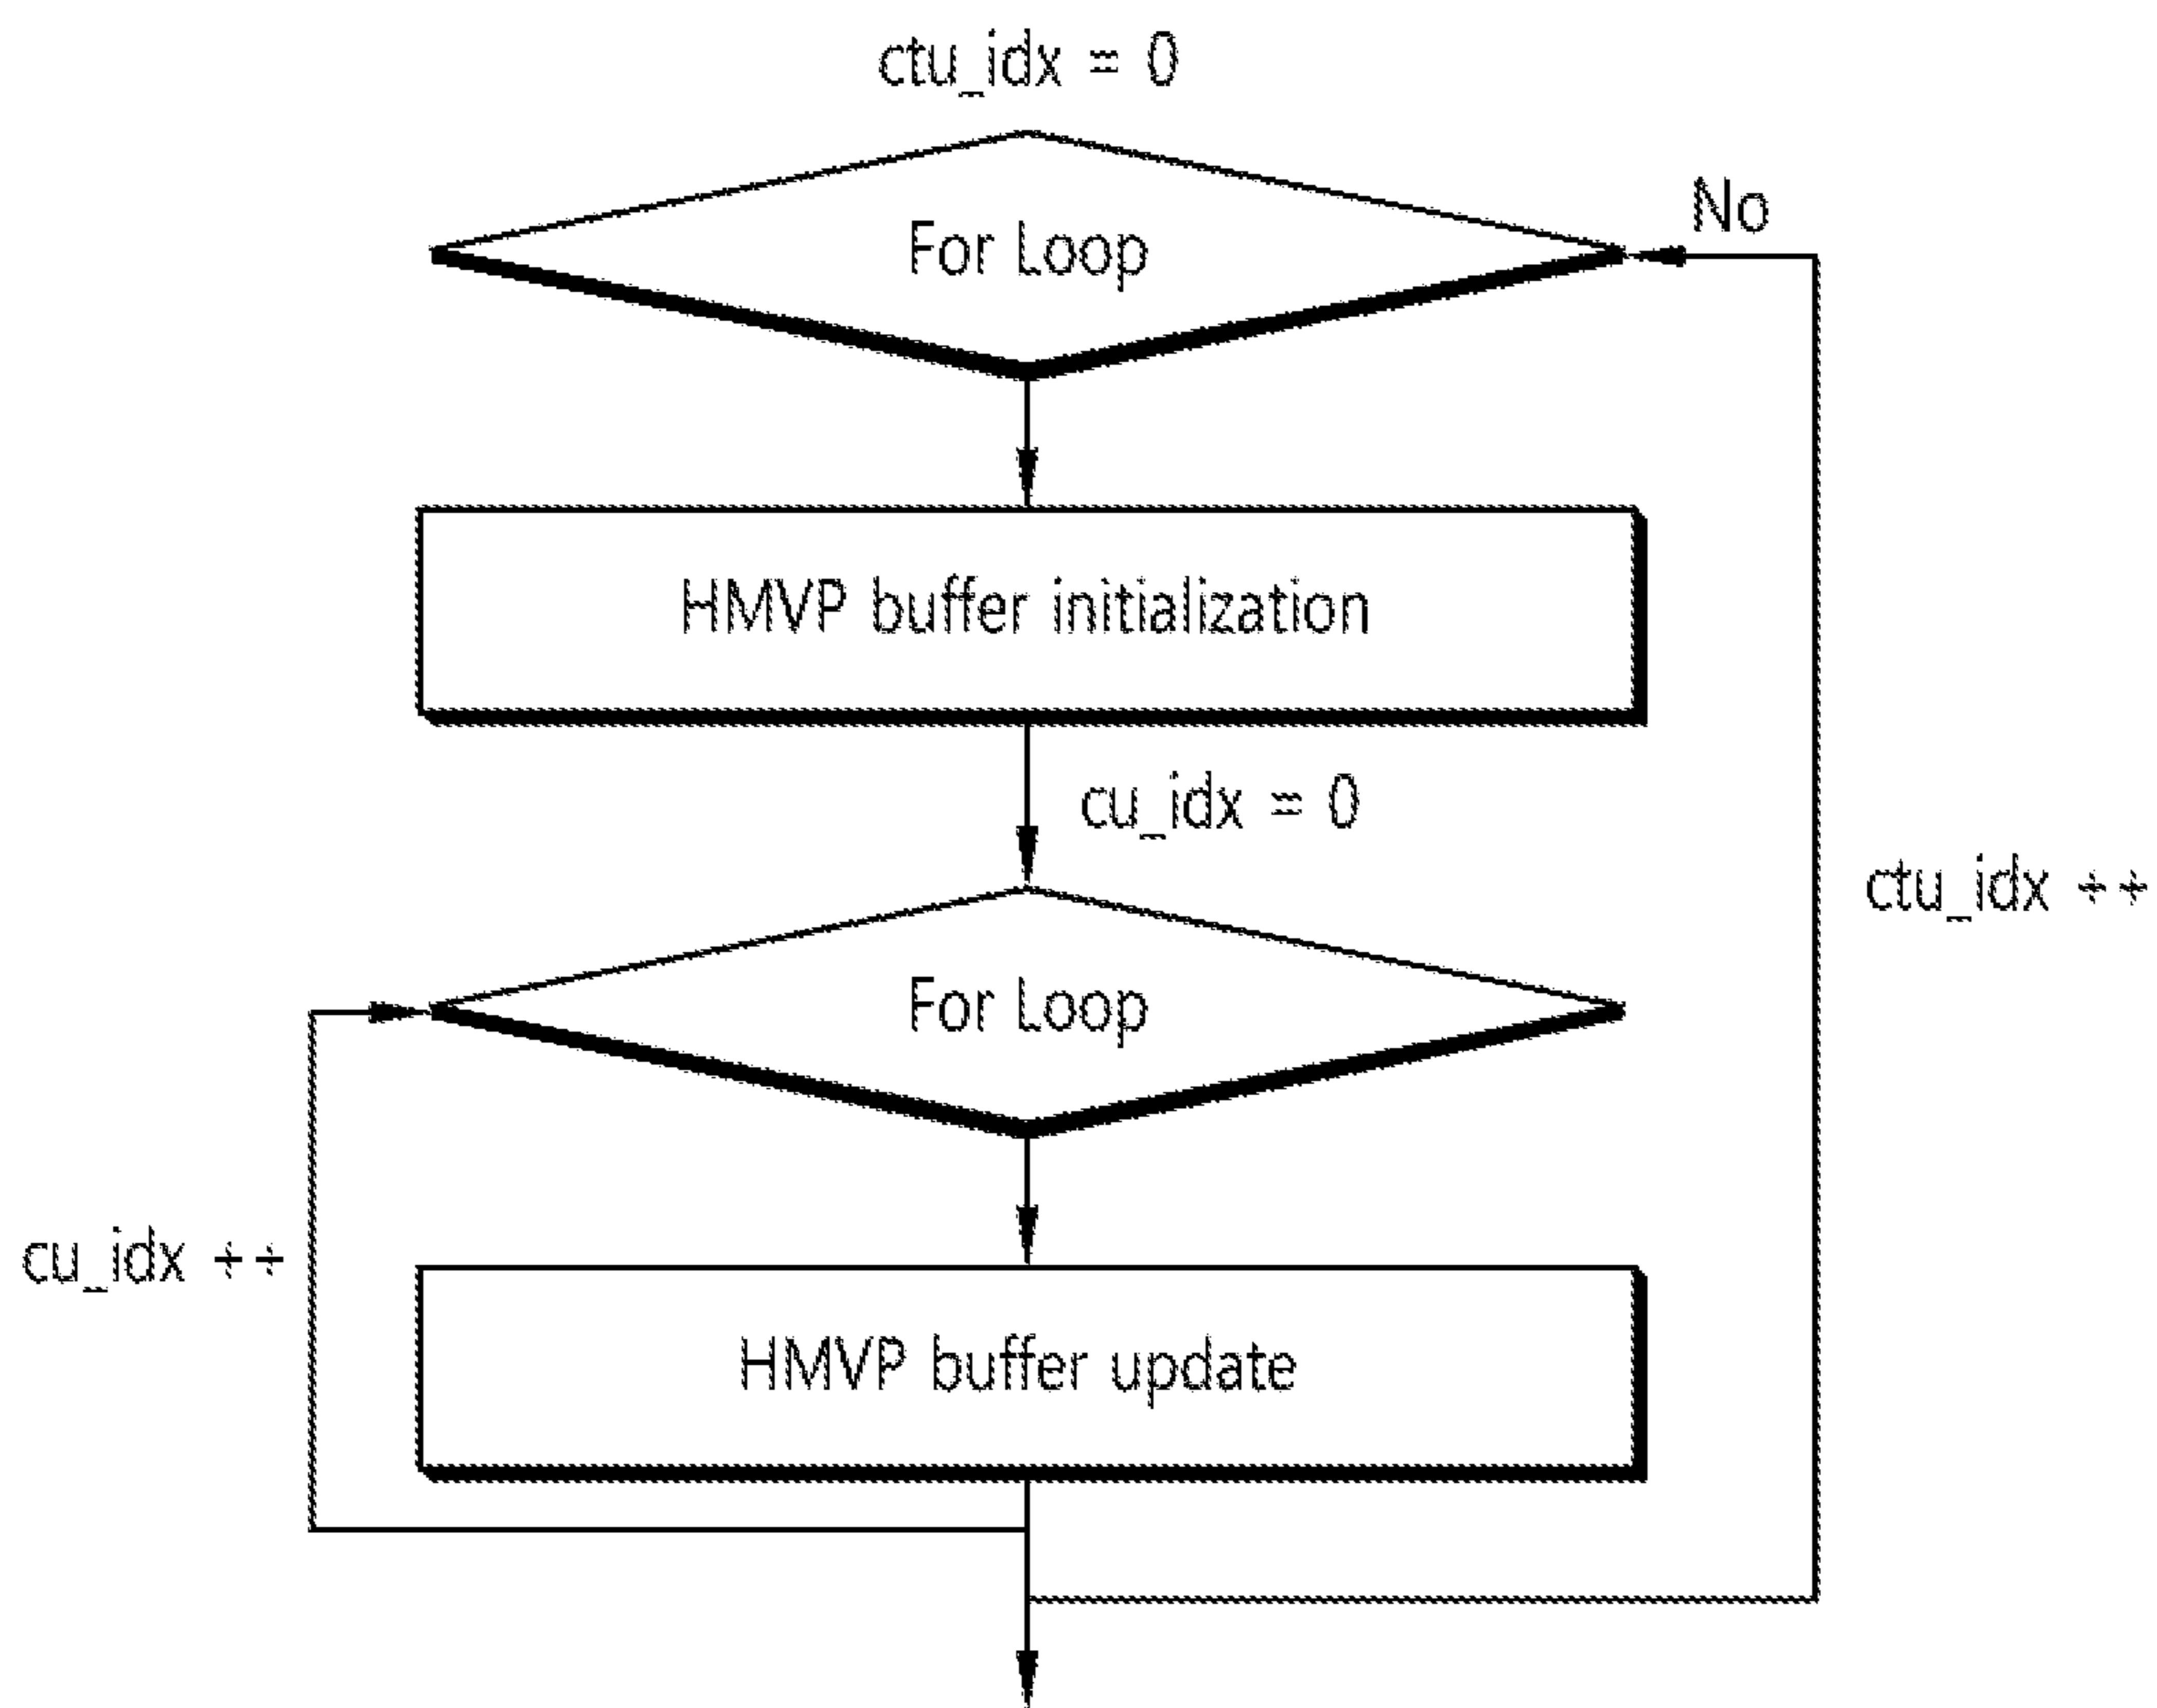 ctu_idx = 0
For Loop
No
HMVP buffer initialization
cu_idx = 0
ctu_idx ++
For Loop
cu_idx ++
HMVP buffer update